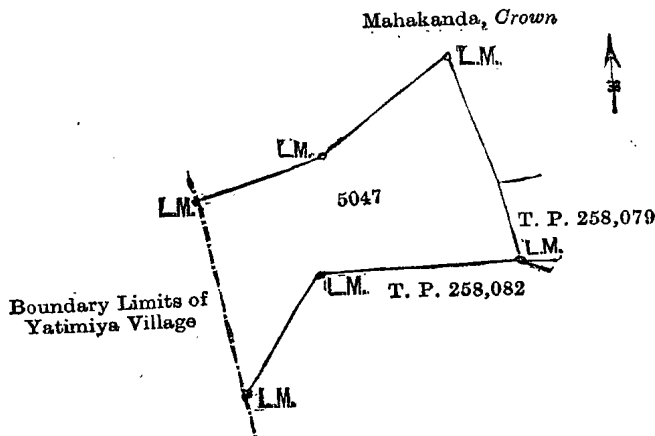 Mahakanda, Crown
L.M.
L.M.
L.M.
5047
T. P. 258,079
L.M.
L.M.
T. P. 258,082
Boundary Limits of
Yatimiya Village
L.M.